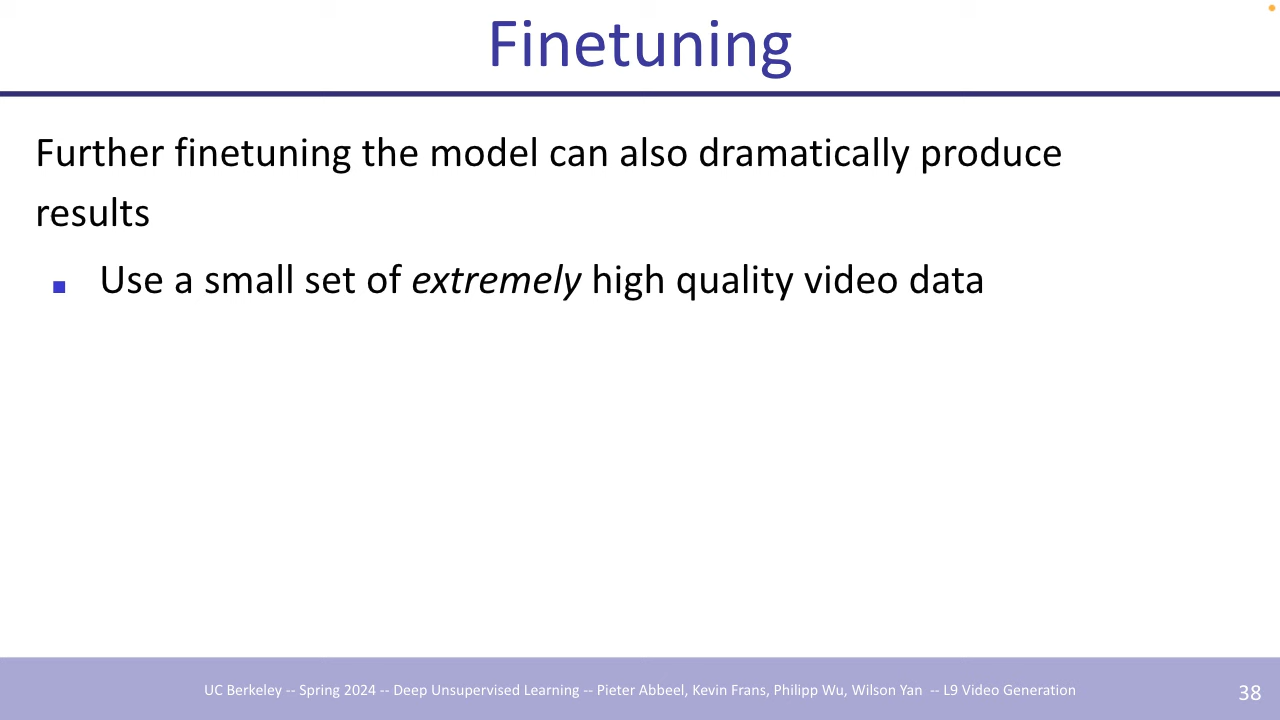 Finetuning
Further finetuning the model can also dramatically produce
results
Use a small set of extremely high quality video data
UC Berkeley -- Spring 2024 -- Deep Unsupervised Learning -- Pieter Abbeel, Kevin Frans, Philipp Wu, Wilson Yan -- L9 Video Generation
38